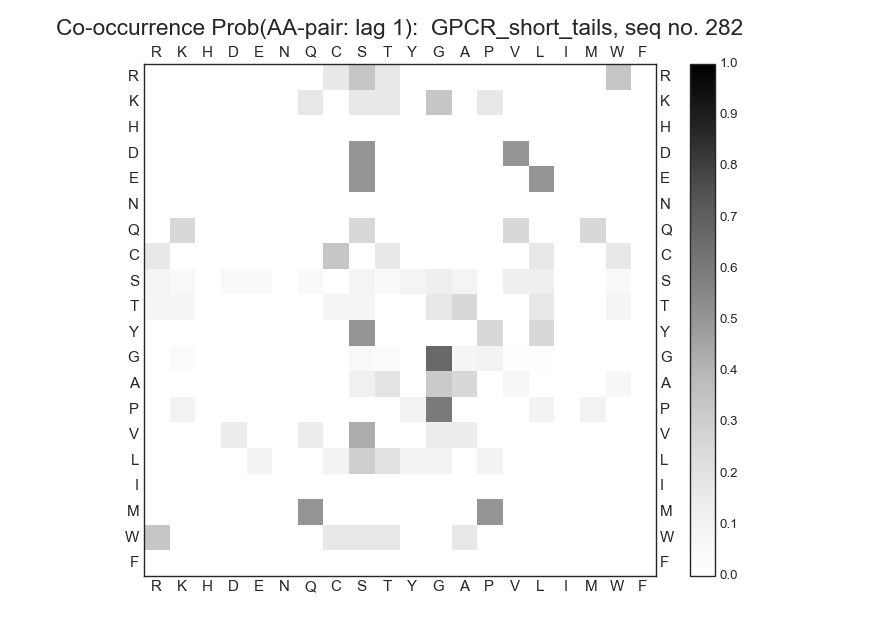 Co-occurrence Prob(AA-pair: lag 1):  GPCR_short_tails, seq no. 282
R K H D E N Q C S T Y G A P V L I M W F
R R 1.0
K K 0.9
H H
D D 0.8
E E
N N 0.7
Q Q
C C 0.6
S S
T T 0.5
Y Y
G G 0.4
A A
P P 0.3
V V
L L 0.2
I I
M M 0.1
W W
F F 0.0
R K H D E N Q C S T Y G A P V L I M W F